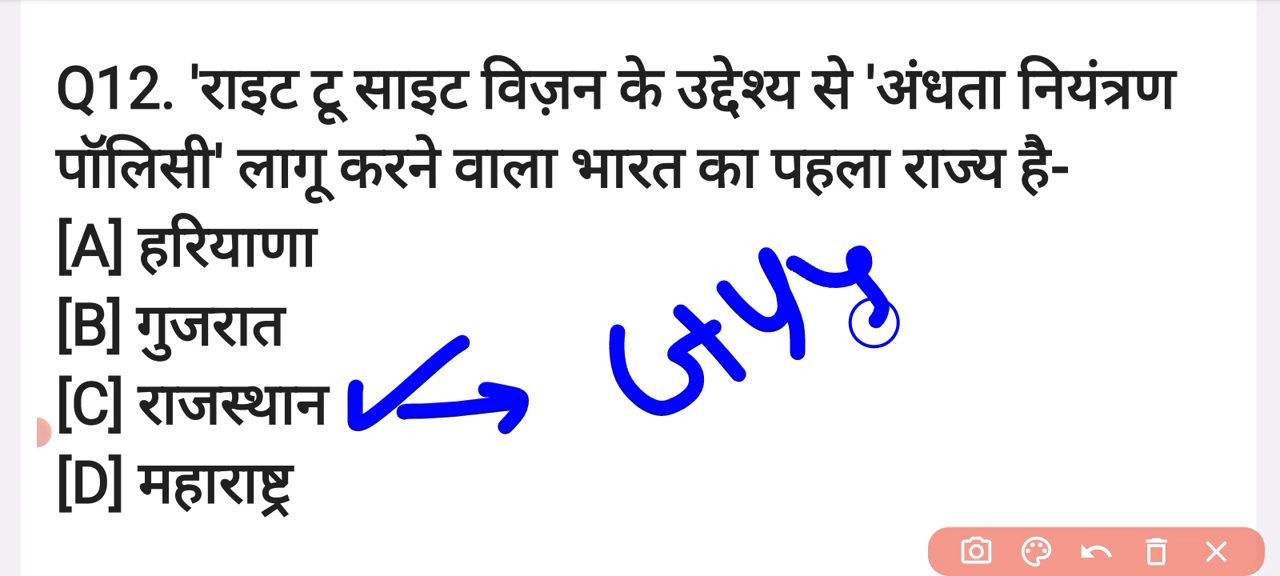 Q12. 'राइट टू साइट विज़न के उद्देश्य से 'अंधता नियंत्रण
पॉलिसी' लागू करने वाला भारत का पहला राज्य है-
[A] हरियाणा
[B] गुजरात
[C] राजस्थान
[D] महाराष्ट्र